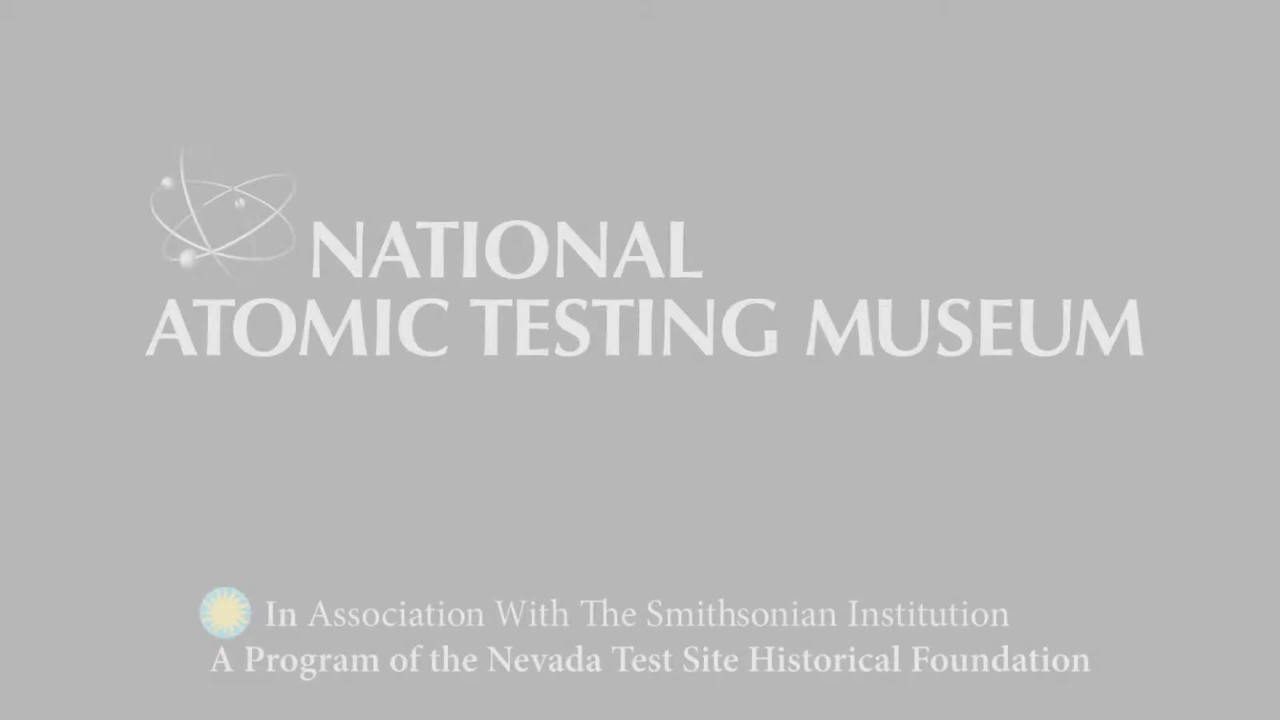 NATIONAL
ATOMIC TESTING MUSEUM
In Association With The Smithsonian Institution
A Program of the Nevada Test Site Historical Foundation